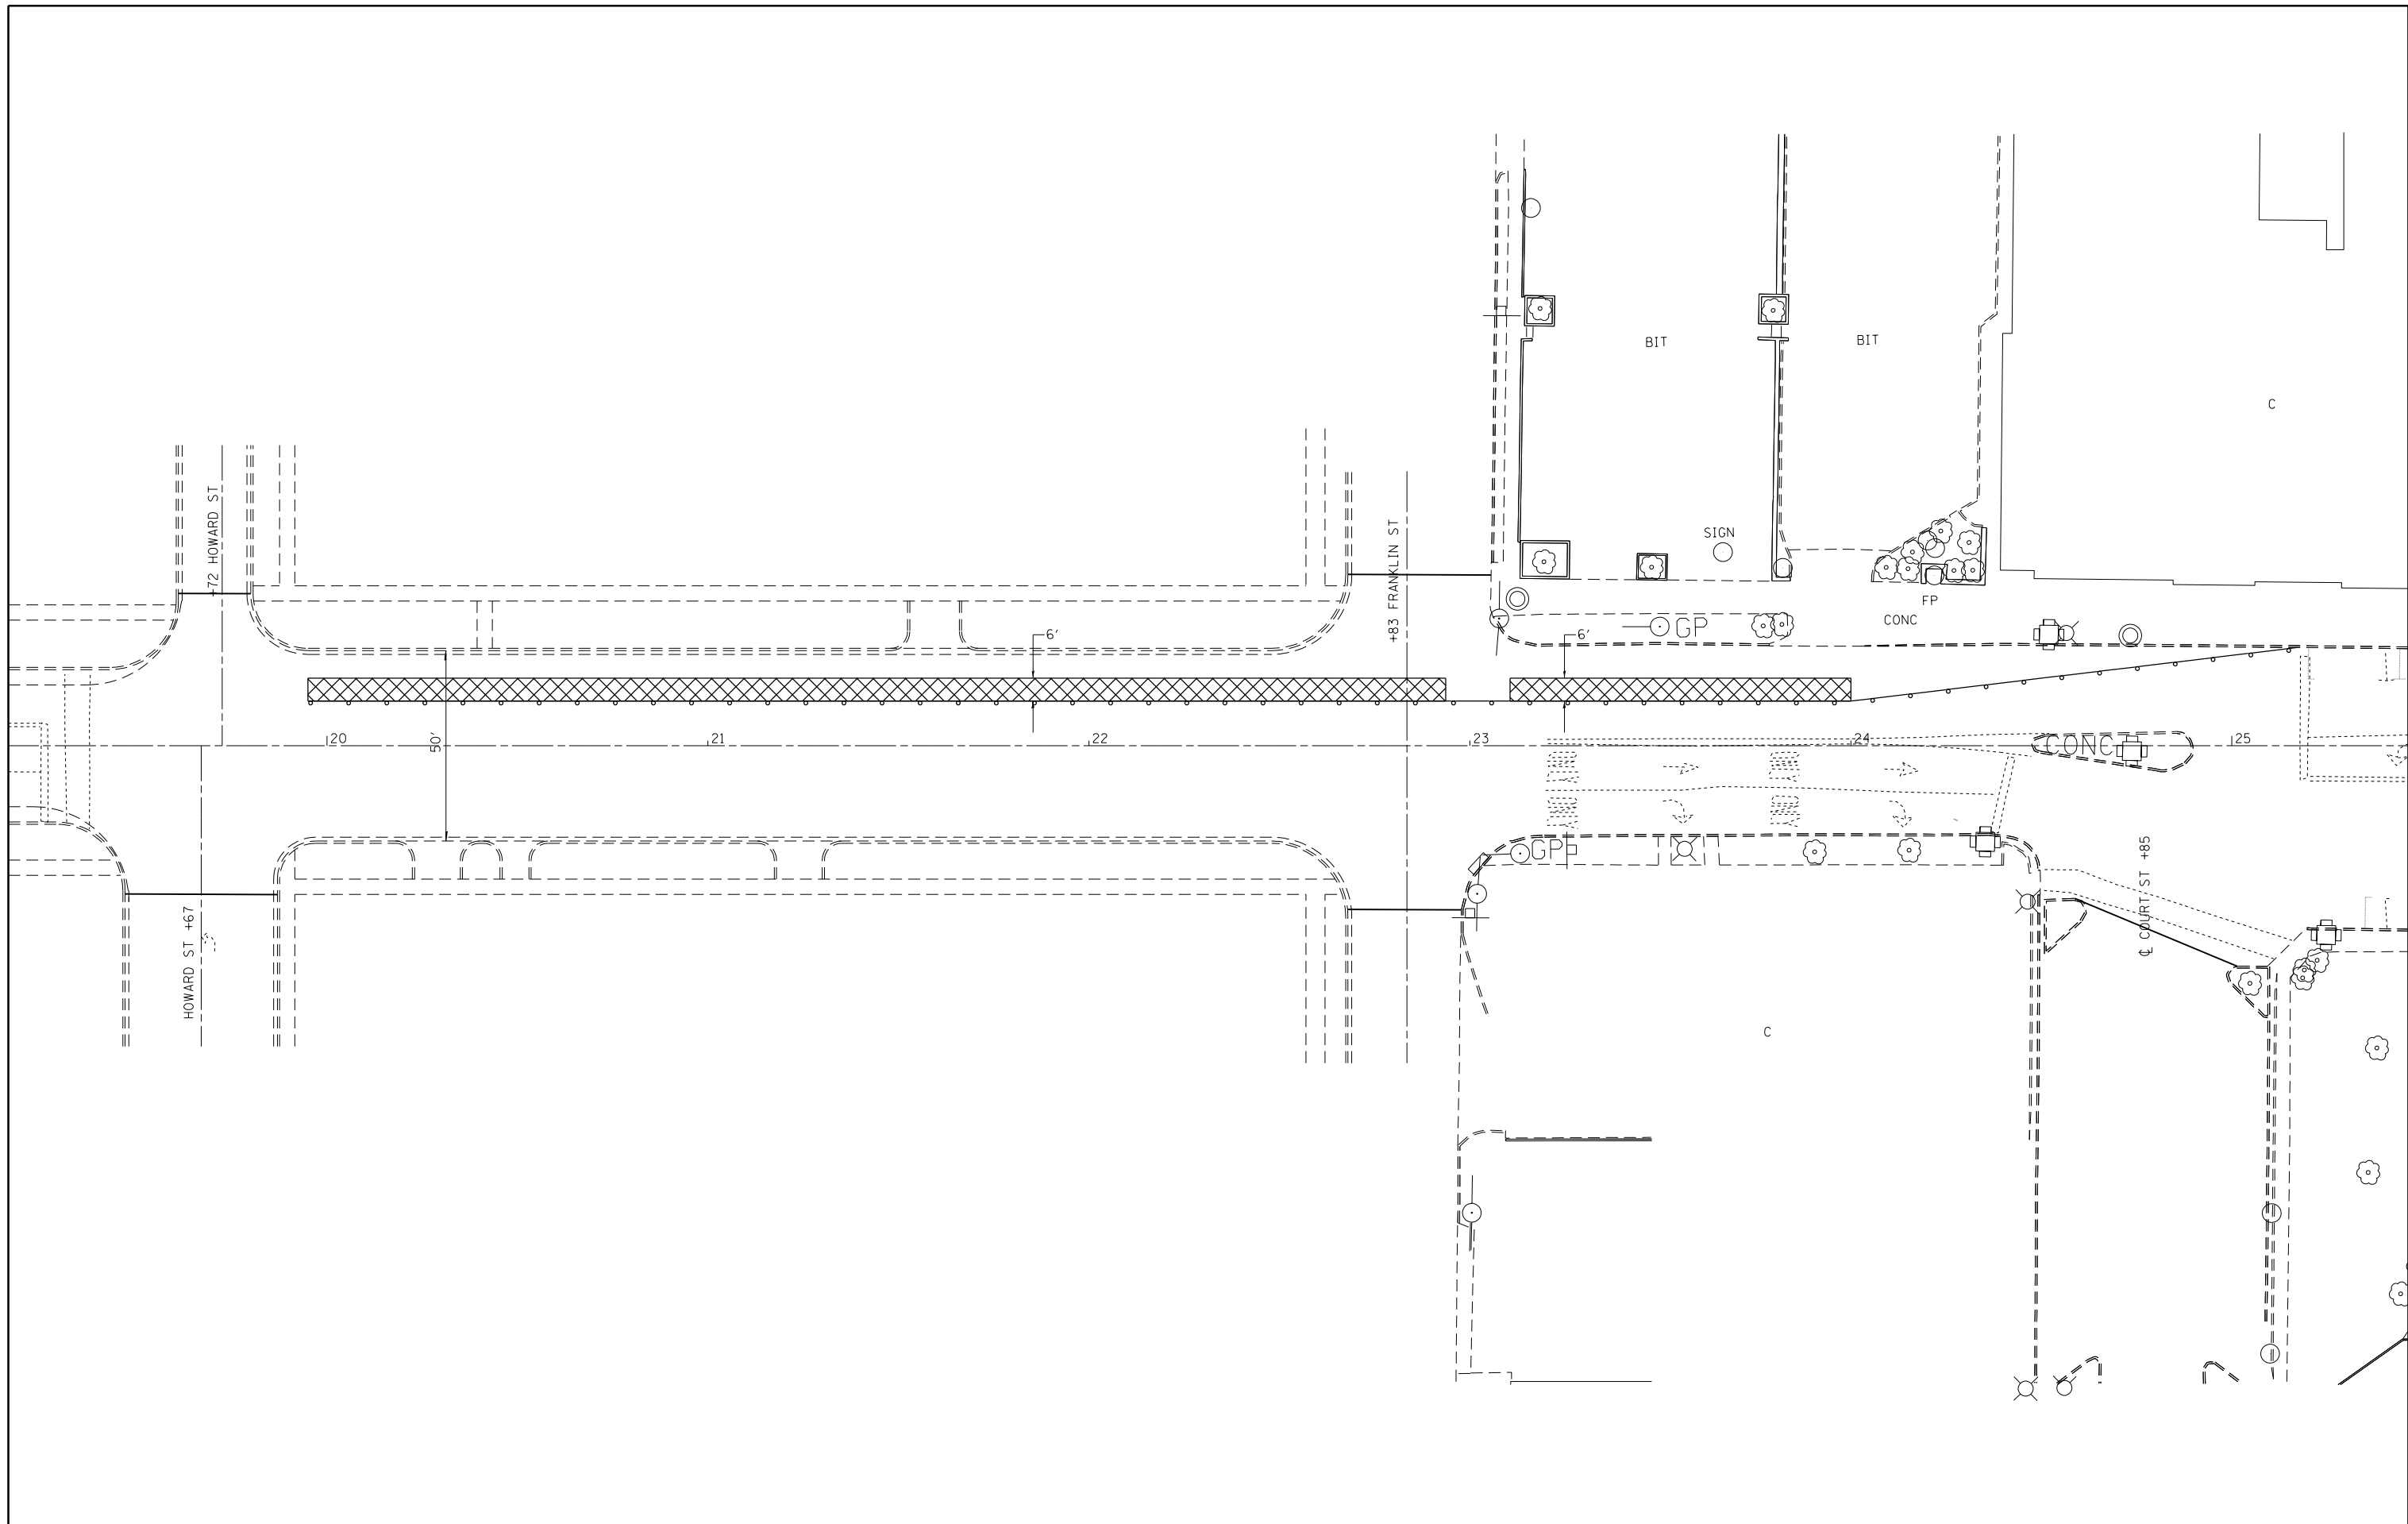 BIT
BIT
C
+72 HOWARD ST
+83 FRANKLIN ST
SIGN
FP
CONC
GP
6'
6'
20
50'
21
22
23
24
CONC
25
GP
HOWARD ST +67
℄ COURT ST +85
C